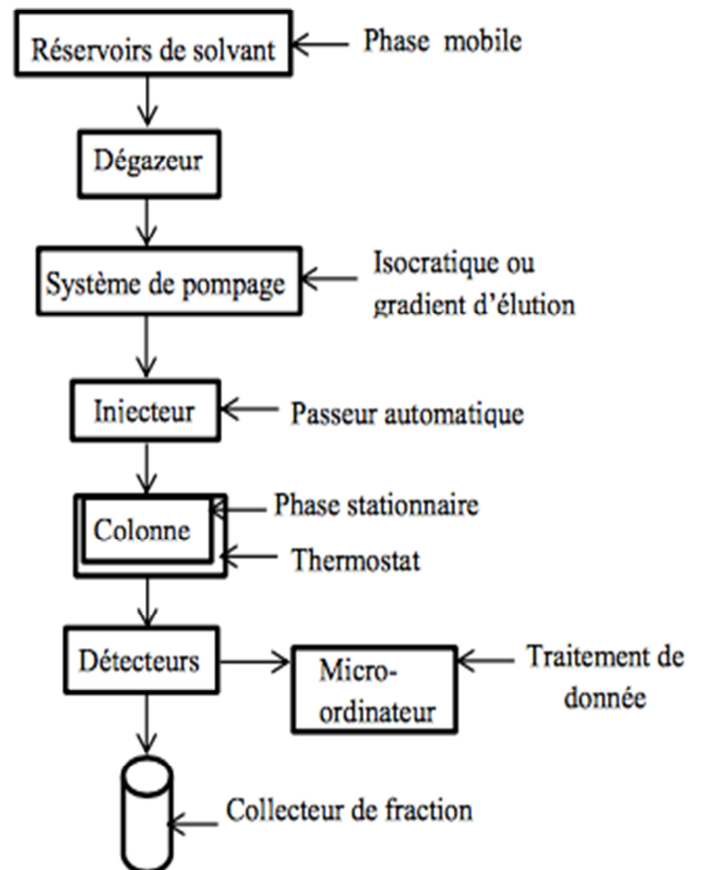 Réservoirs de solvant
Phase mobile
Dégazeur
Système de pompage
Isocratique ou
gradient d'élution
Injecteur
Passeur automatique
Colonne
Phase stationnaire
Thermostat
Détecteurs
Micro-
ordinateur
Traitement de
donnée
Collecteur de fraction